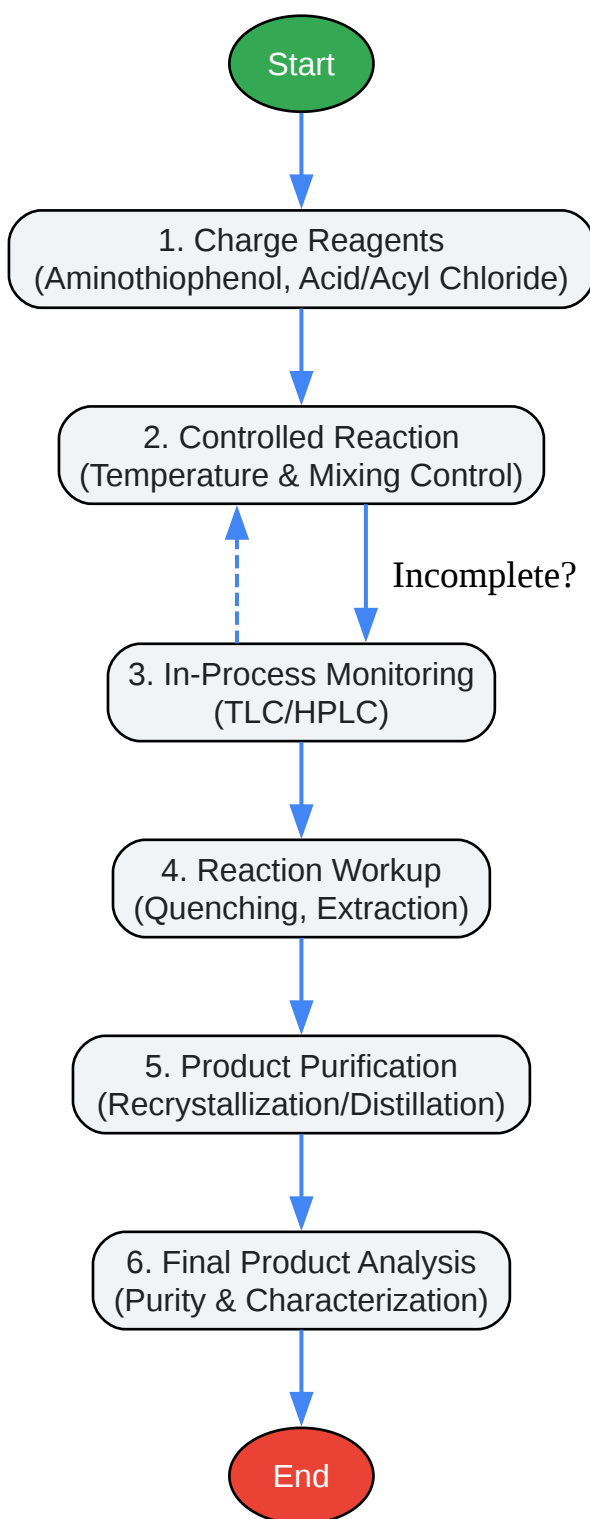 Start
1. Charge Reagents
(Aminothiophenol, Acid/Acyl Chloride)
2. Controlled Reaction
(Temperature & Mixing Control)
Incomplete?
3. In-Process Monitoring
(TLC/HPLC)
4. Reaction Workup
(Quenching, Extraction)
5. Product Purification
(Recrystallization/Distillation)
6. Final Product Analysis
(Purity & Characterization)
End